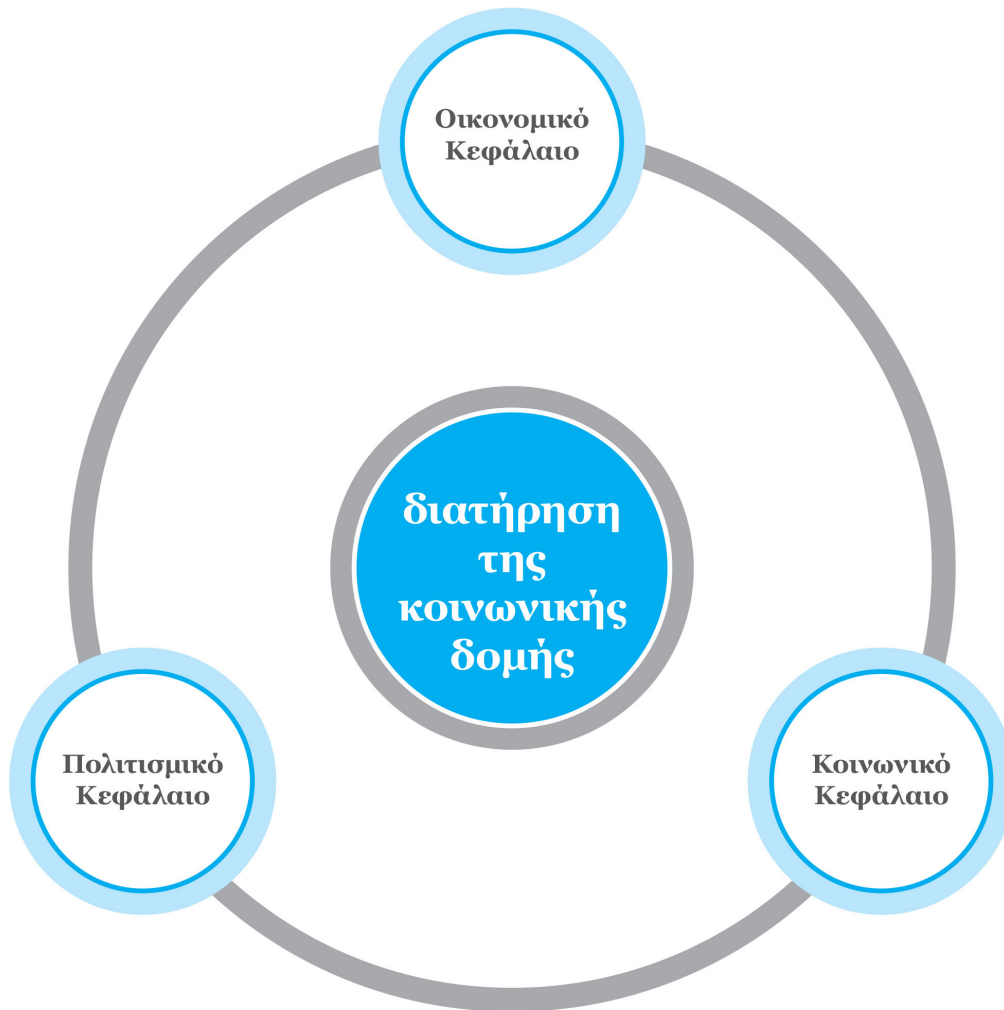 Οικονομικό
Κεφάλαιο
διατήρηση
της
κοινωνικής
δομής
Πολιτισμικό
Κεφάλαιο
Κοινωνικό
Κεφάλαιο